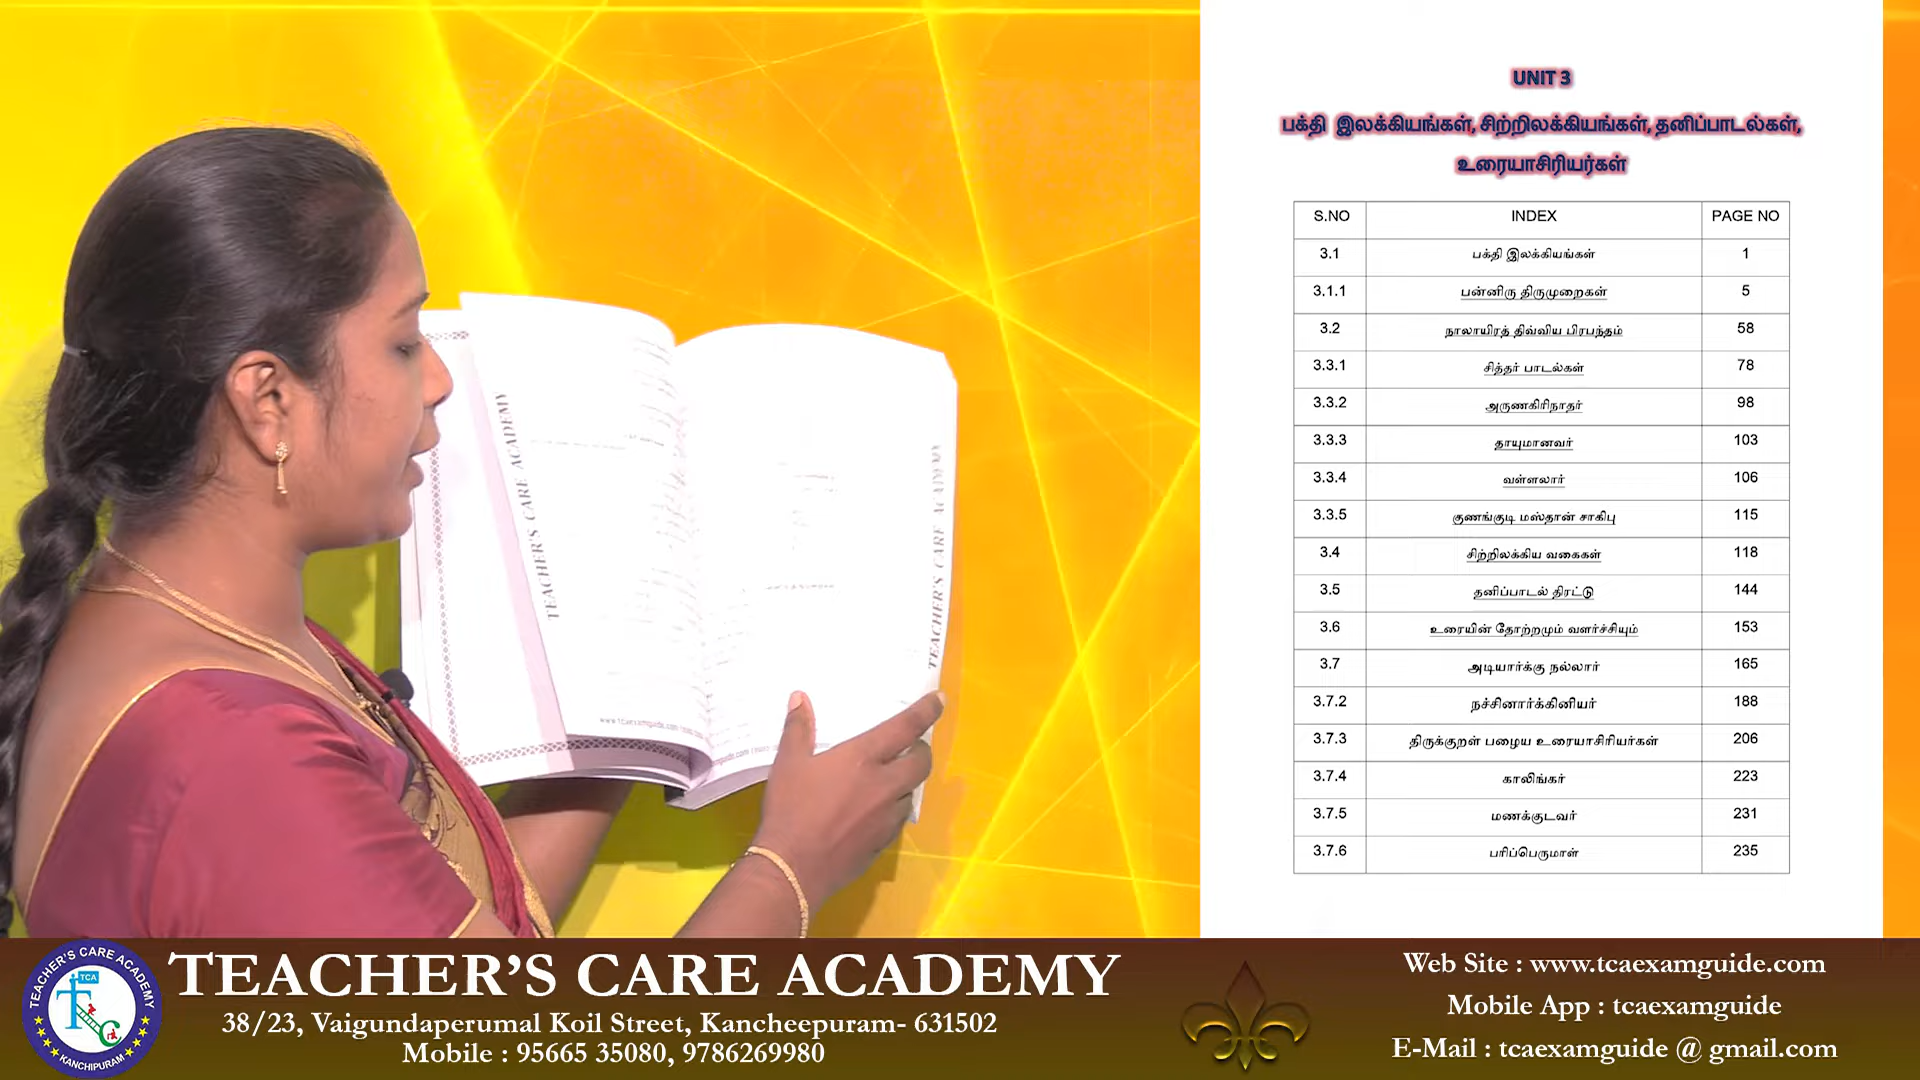 UNIT 3
பக்தி இலக்கியங்கள், சிற்றிலக்கியங்கள், தனிப்பாடல்கள்,
உரையாசிரியர்கள்
S.NO INDEX PAGE NO
3.1 பக்தி இலக்கியங்கள் 1
3.1.1 பன்னிரு திருமுறைகள் 5
3.2 நாலாயிரத் திவ்விய பிரபந்தம் 58
3.3.1 சித்தர் பாடல்கள் 78
3.3.2 அருணகிரிநாதர் 98
3.3.3 தாயுமானவர் 103
3.3.4 வள்ளலார் 106
3.3.5 குணங்குடி மஸ்தான் சாகிபு 115
3.4 சிற்றிலக்கிய வகைகள் 118
3.5 தனிப்பாடல் திரட்டு 144
3.6 உரையின் தோற்றமும் வளர்ச்சியும் 153
3.7 அடியார்க்கு நல்லார் 165
3.7.2 நச்சினார்க்கினியர் 188
3.7.3 திருக்குறள் பழைய உரையாசிரியர்கள் 206
3.7.4 காலிங்கர் 223
3.7.5 மணக்குடவர் 231
3.7.6 பரிப்பெருமாள் 235
TEACHER'S CARE ACADEMY
TEACHER'S CARE ACADEMY
TEACHER'S CARE ACADEMY
TCA
KANCHIPURAM
TEACHER'S CARE ACADEMY
38/23, Vaigundaperumal Koil Street, Kancheepuram- 631502
Mobile : 95665 35080, 9786269980
Web Site : www.tcaexamguide.com
Mobile App : tcaexamguide
E-Mail : tcaexamguide @ gmail.com